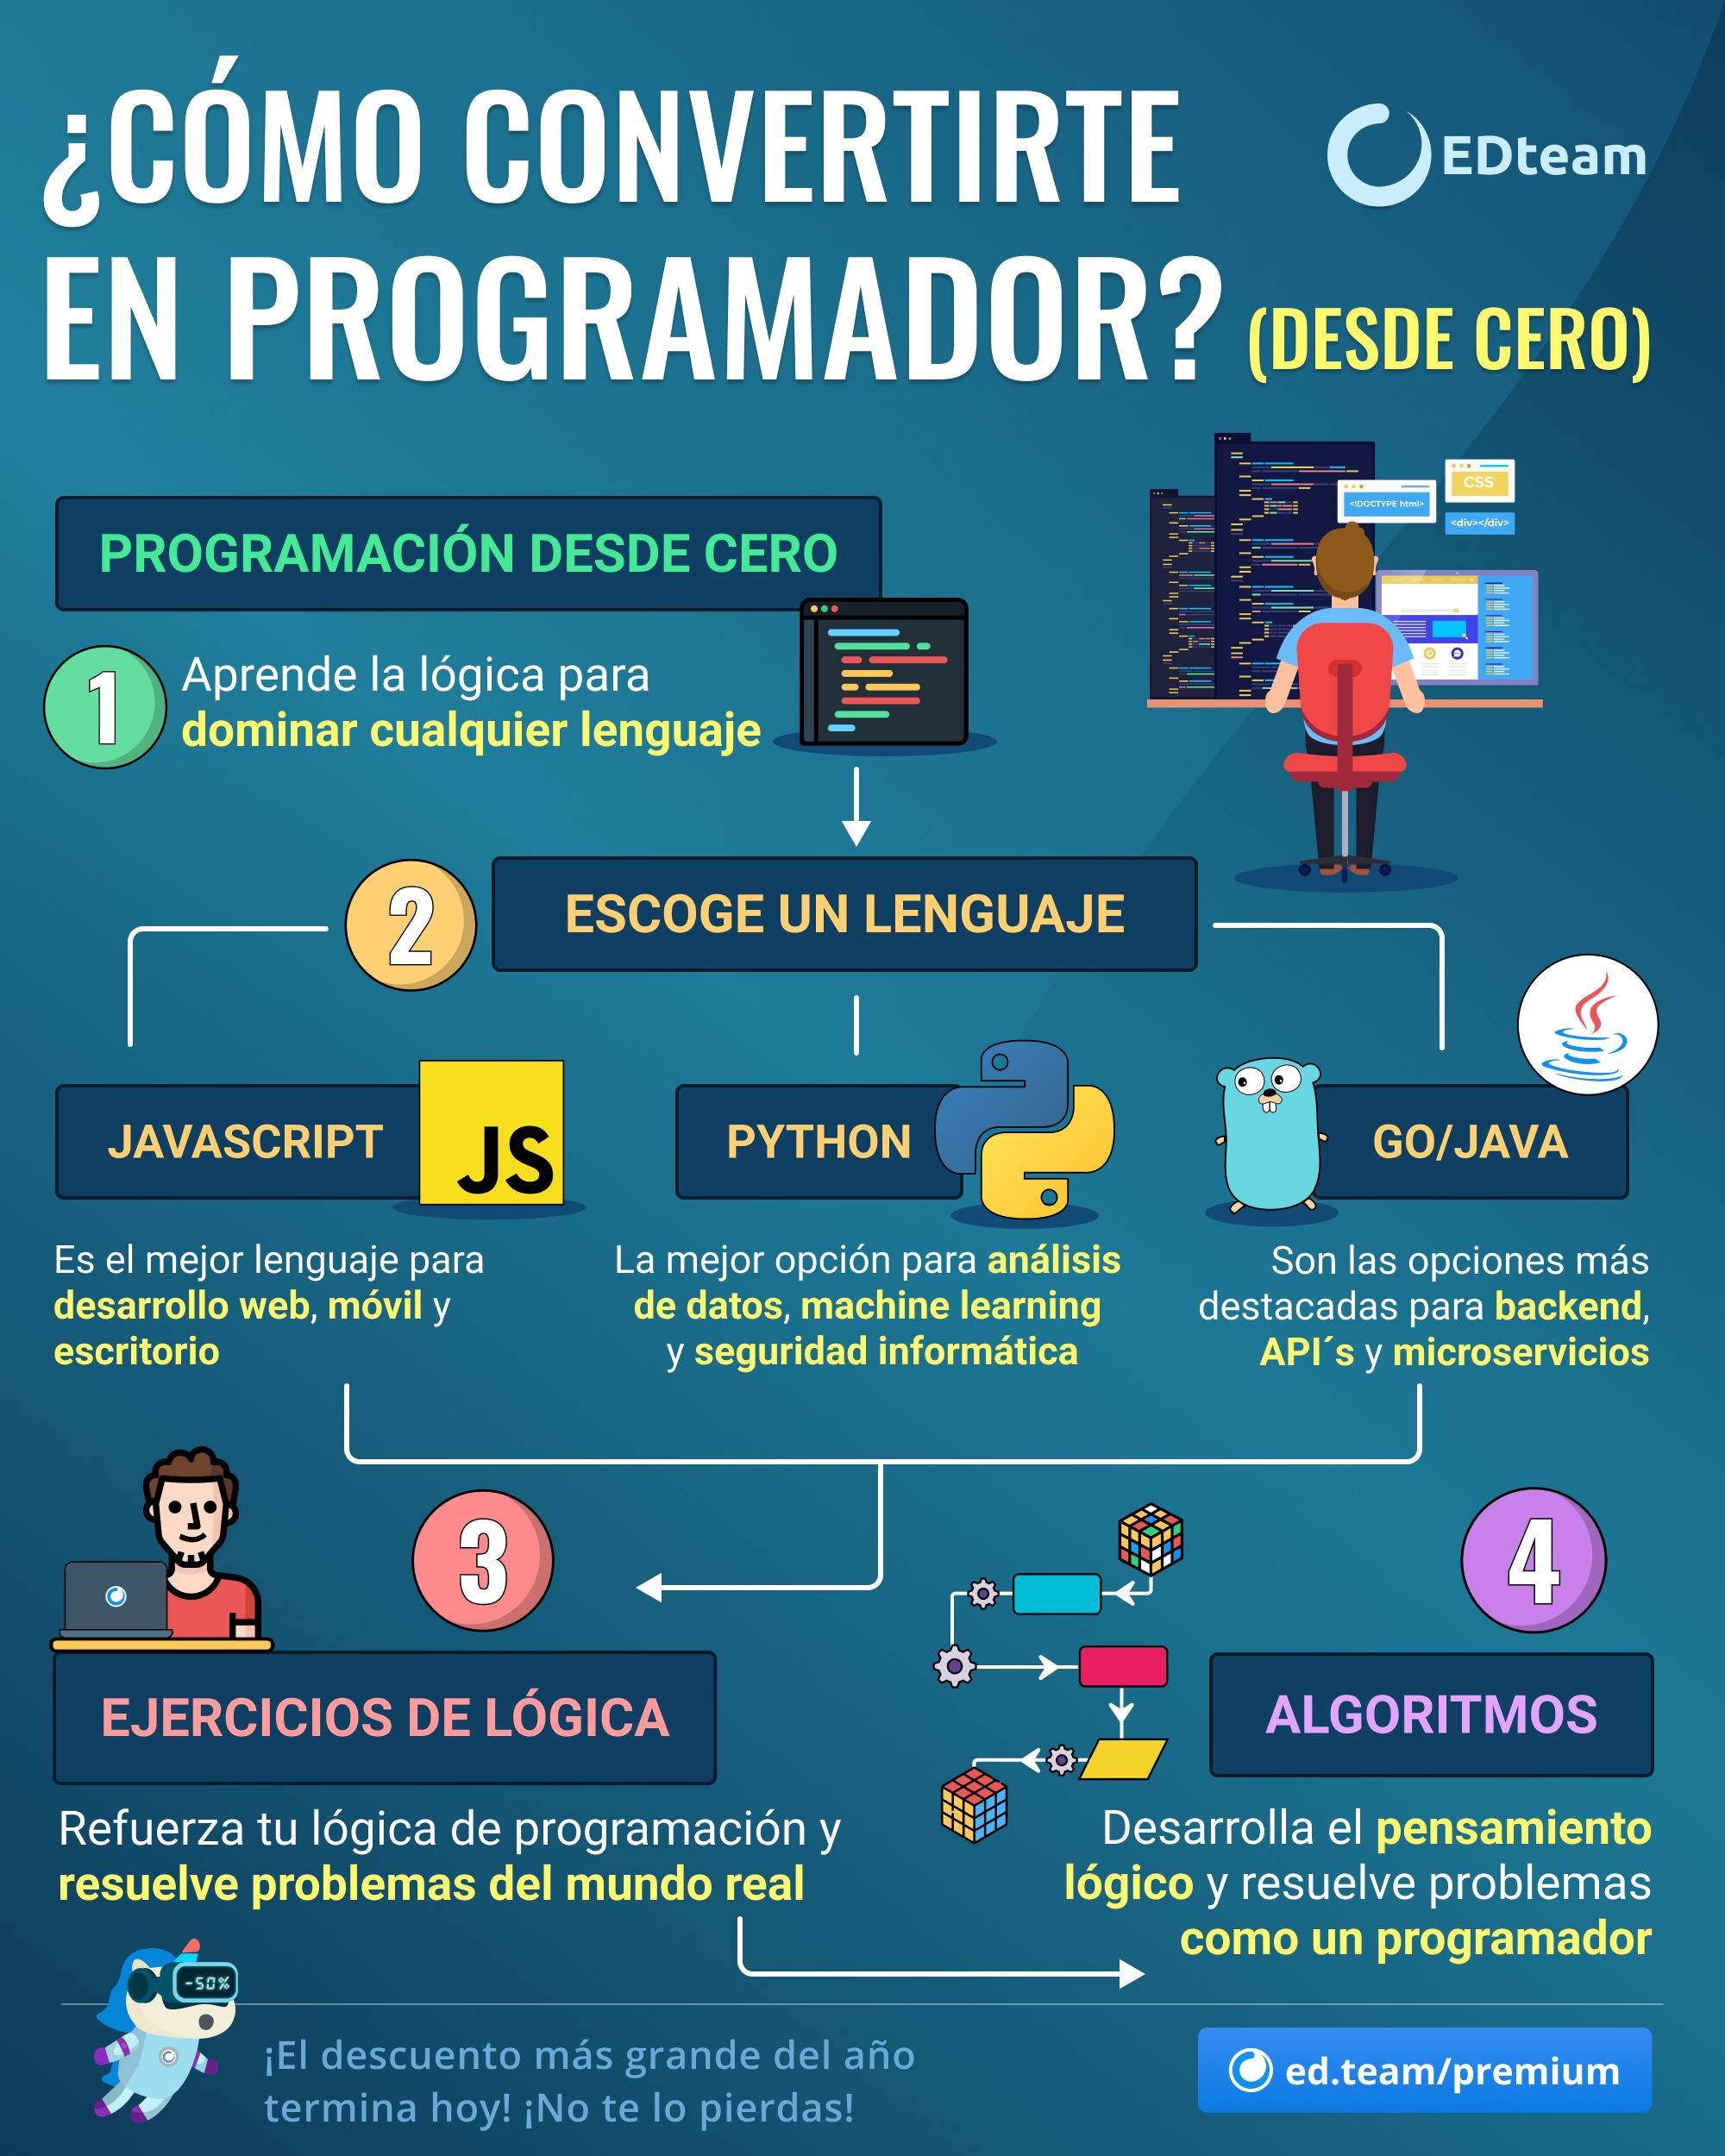 ¿CÓMO CONVERTIRTE
EN PROGRAMADOR? (DESDE CERO)
EDteam
PROGRAMACIÓN DESDE CERO
1
Aprende la lógica para
dominar cualquier lenguaje
<!DOCTYPE html>
CSS
<div></div>
2
ESCOGE UN LENGUAJE
JAVASCRIPT
JS
Es el mejor lenguaje para
desarrollo web, móvil y
escritorio
PYTHON
La mejor opción para análisis
de datos, machine learning
y seguridad informática
GO/JAVA
Son las opciones más
destacadas para backend,
API´s y microservicios
3
EJERCICIOS DE LÓGICA
Refuerza tu lógica de programación y
resuelve problemas del mundo real
4
ALGORITMOS
Desarrolla el pensamiento
lógico y resuelve problemas
como un programador
-50%
¡El descuento más grande del año
termina hoy! ¡No te lo pierdas!
ed.team/premium